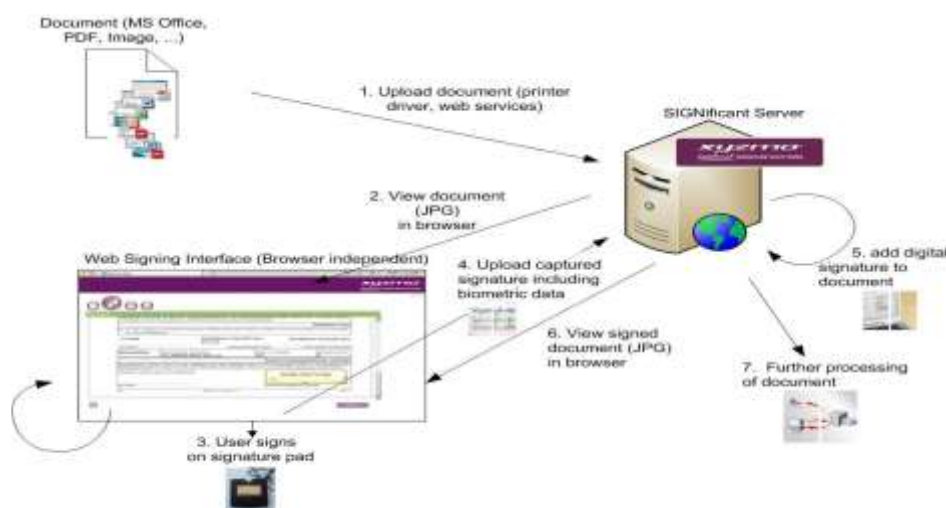 Document (MS Office,
PDF, Image, ...)
1. Upload document (printer
driver, web services)
SIGNificant Server
xyzmo
2. View document
(JPG)
in browser
Web Signing Interface (Browser independent)
4. Upload captured
signature including
biometric data
5. add digital
signature to
document
6. View signed
document (JPG)
in browser
7. Further processing
of document
3. User signs
on signature pad